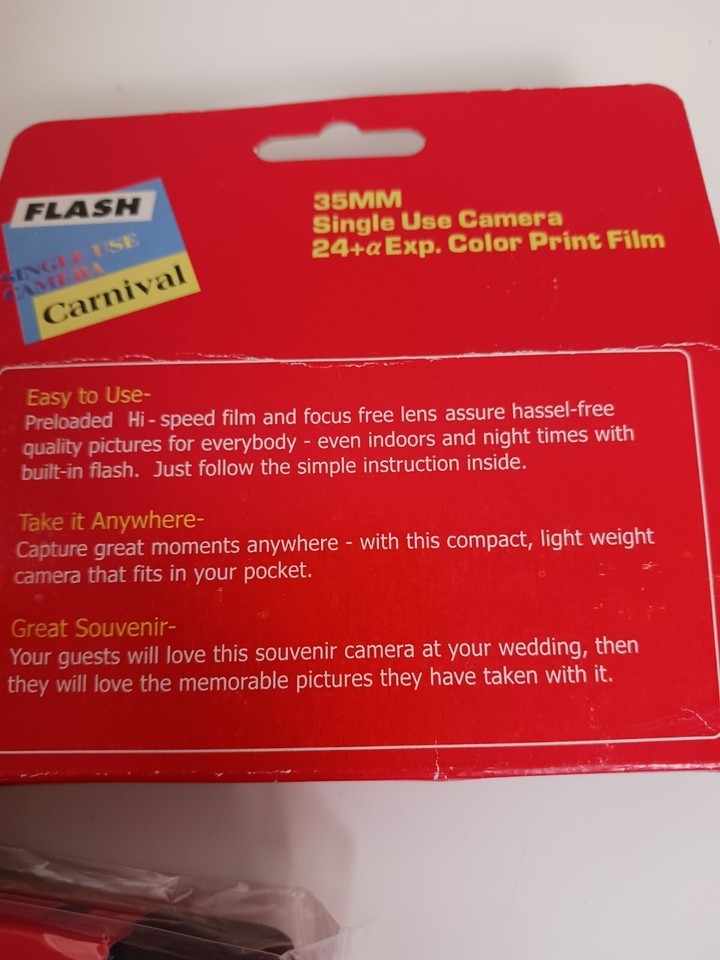 FLASH
SINGLE USE
CAMERA
Carnival
35MM
Single Use Camera
24+α Exp. Color Print Film
Easy to Use-
Preloaded Hi - speed film and focus free lens assure hassel-free
quality pictures for everybody - even indoors and night times with
built-in flash. Just follow the simple instruction inside.
Take it Anywhere-
Capture great moments anywhere - with this compact, light weight
camera that fits in your pocket.
Great Souvenir-
Your guests will love this souvenir camera at your wedding, then
they will love the memorable pictures they have taken with it.